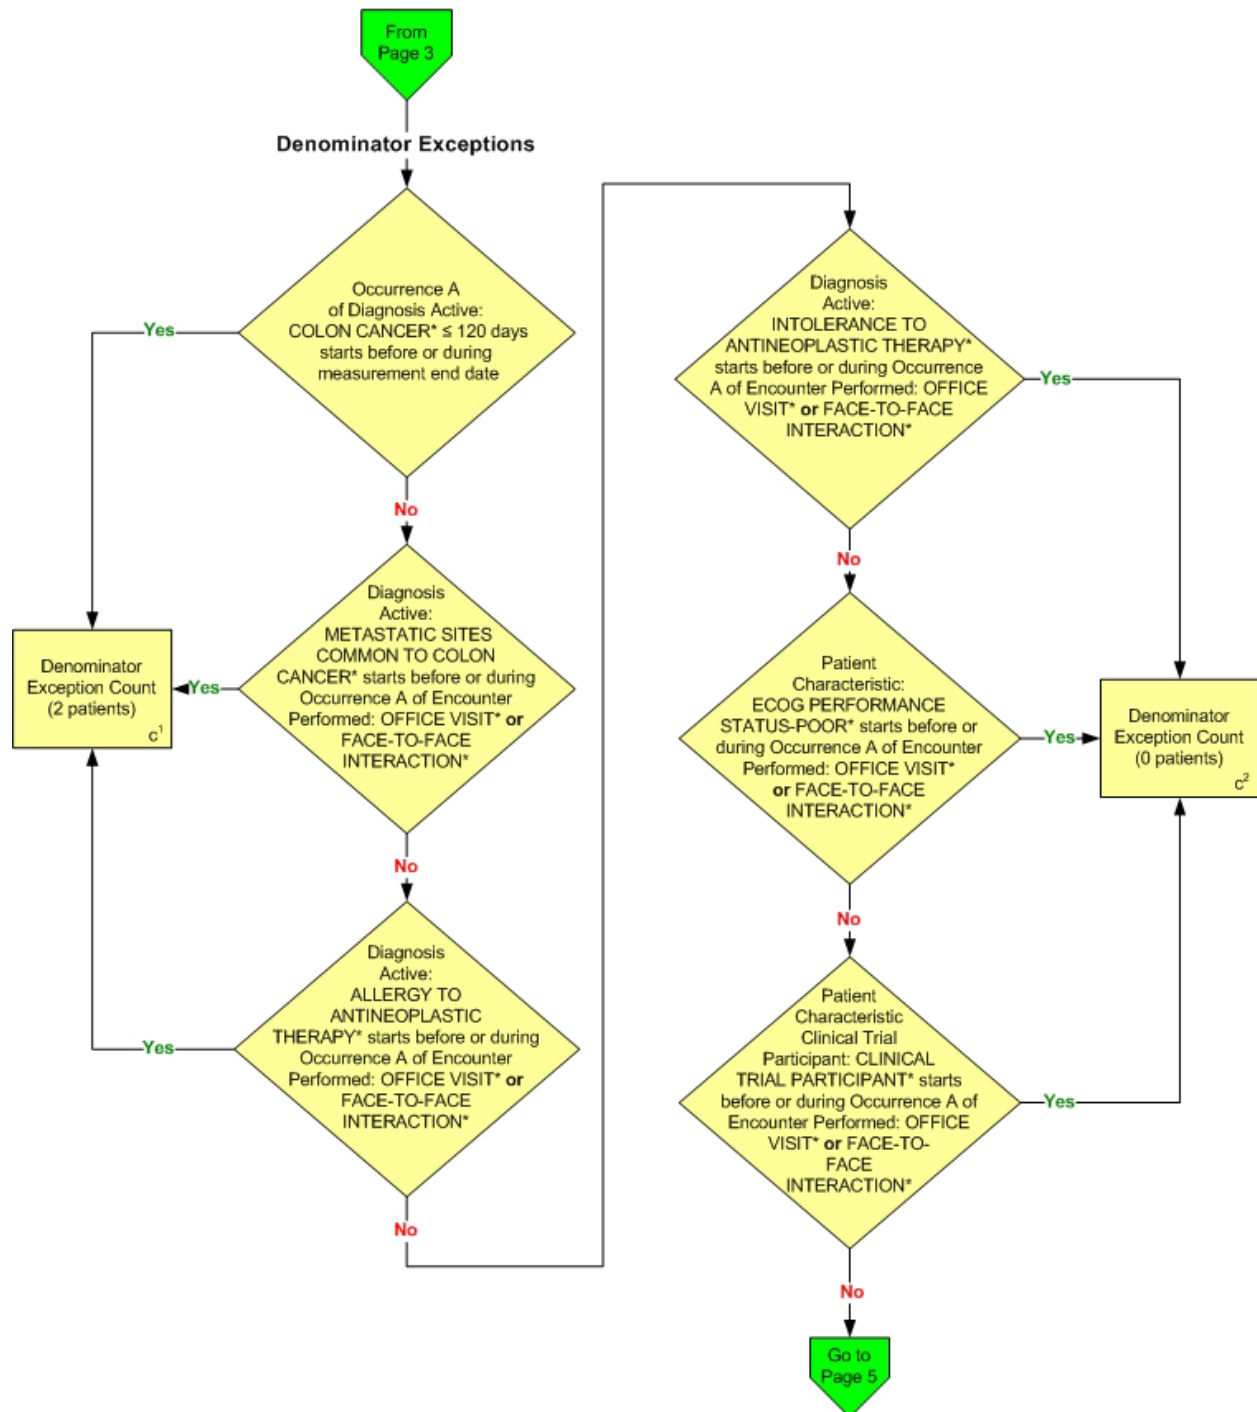 From
Page 3
Denominator Exceptions
Occurrence A
of Diagnosis Active:
COLON CANCER* ≤ 120 days
starts before or during
measurement end date
Yes
No
Diagnosis
Active:
METASTATIC SITES
COMMON TO COLON
CANCER* starts before or during
Occurrence A of Encounter
Performed: OFFICE VISIT* or
FACE-TO-FACE
INTERACTION*
Yes
Denominator
Exception Count
(2 patients)
c¹
No
Diagnosis
Active:
ALLERGY TO
ANTINEOPLASTIC
THERAPY* starts before or during
Occurrence A of Encounter
Performed: OFFICE VISIT* or
FACE-TO-FACE
INTERACTION*
Yes
No
Diagnosis
Active:
INTOLERANCE TO
ANTINEOPLASTIC THERAPY*
starts before or during Occurrence
A of Encounter Performed: OFFICE
VISIT* or FACE-TO-FACE
INTERACTION*
Yes
No
Patient
Characteristic:
ECOG PERFORMANCE
STATUS-POOR* starts before or
during Occurrence A of Encounter
Performed: OFFICE VISIT*
or FACE-TO-FACE
INTERACTION*
Yes
Denominator
Exception Count
(0 patients)
c²
No
Patient
Characteristic
Clinical Trial
Participant: CLINICAL
TRIAL PARTICIPANT* starts
before or during Occurrence A of
Encounter Performed: OFFICE
VISIT* or FACE-TO-
FACE
INTERACTION*
Yes
No
Go to
Page 5